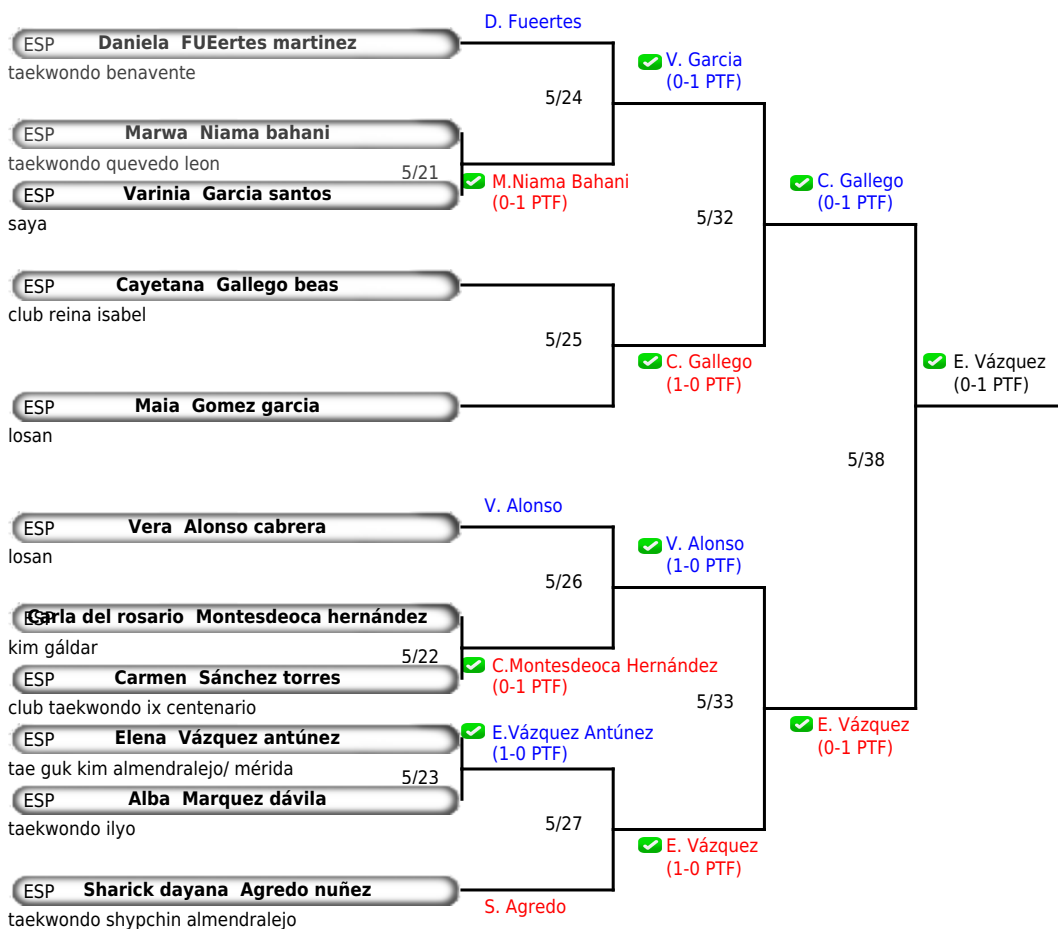 D. Fueertes
ESP Daniela FUEertes martinez
taekwondo benavente
V. Garcia
(0-1 PTF)
5/24
ESP Marwa Niama bahani
taekwondo quevedo leon
5/21
M.Niama Bahani
(0-1 PTF)
ESP Varinia Garcia santos
saya
C. Gallego
(0-1 PTF)
5/32
ESP Cayetana Gallego beas
club reina isabel
5/25
C. Gallego
(1-0 PTF)
E. Vázquez
(0-1 PTF)
ESP Maia Gomez garcia
losan
5/38
V. Alonso
ESP Vera Alonso cabrera
losan
V. Alonso
(1-0 PTF)
5/26
ESP Carla del rosario Montesdeoca hernández
kim gáldar
5/22
C.Montesdeoca Hernández
(0-1 PTF)
ESP Carmen Sánchez torres
club taekwondo ix centenario
5/33
E. Vázquez
(0-1 PTF)
E.Vázquez Antúnez
(1-0 PTF)
ESP Elena Vázquez antúnez
tae guk kim almendralejo/ mérida
5/23
ESP Alba Marquez dávila
taekwondo ilyo
5/27
E. Vázquez
(1-0 PTF)
ESP Sharick dayana Agredo nuñez
taekwondo shypchin almendralejo
S. Agredo